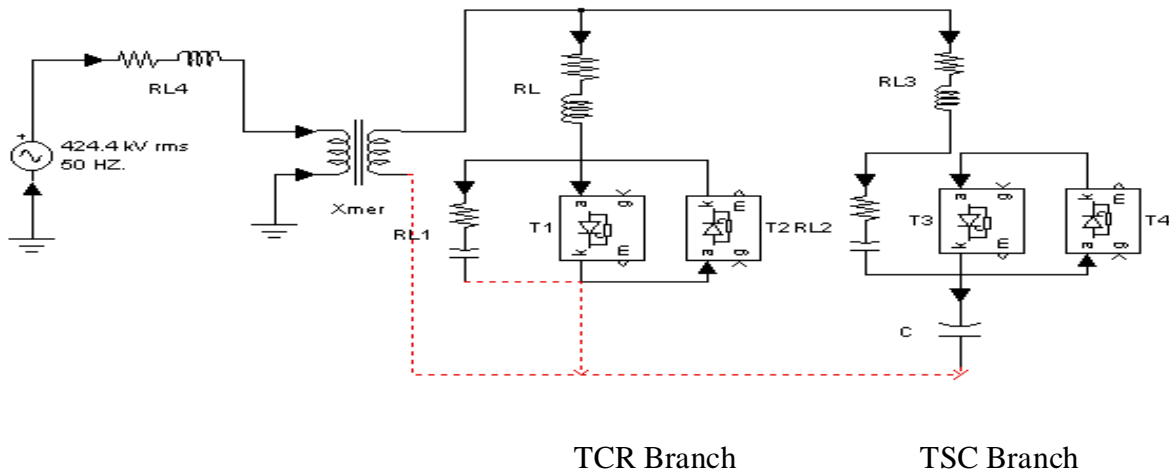 RL4
+
424.4 kV rms
50 HZ.
Xmer
RL
RL3
RL1
a
g
T1
k
m
k
m
T2
a
g
RL2
a
g
T3
k
m
k
m
T4
a
g
C
TCR Branch
TSC Branch